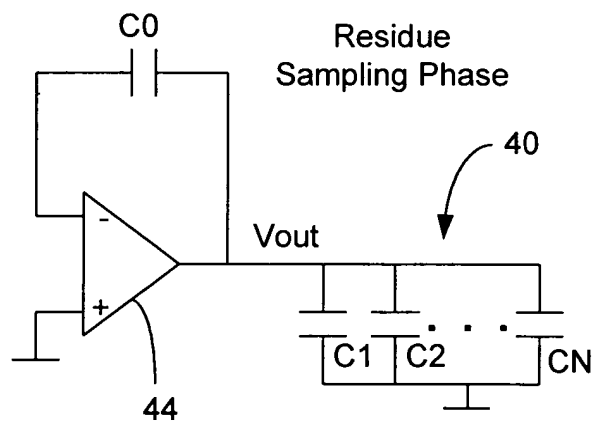 C0
Residue
Sampling Phase
40
-
Vout
+
C1
C2
. . .
CN
44